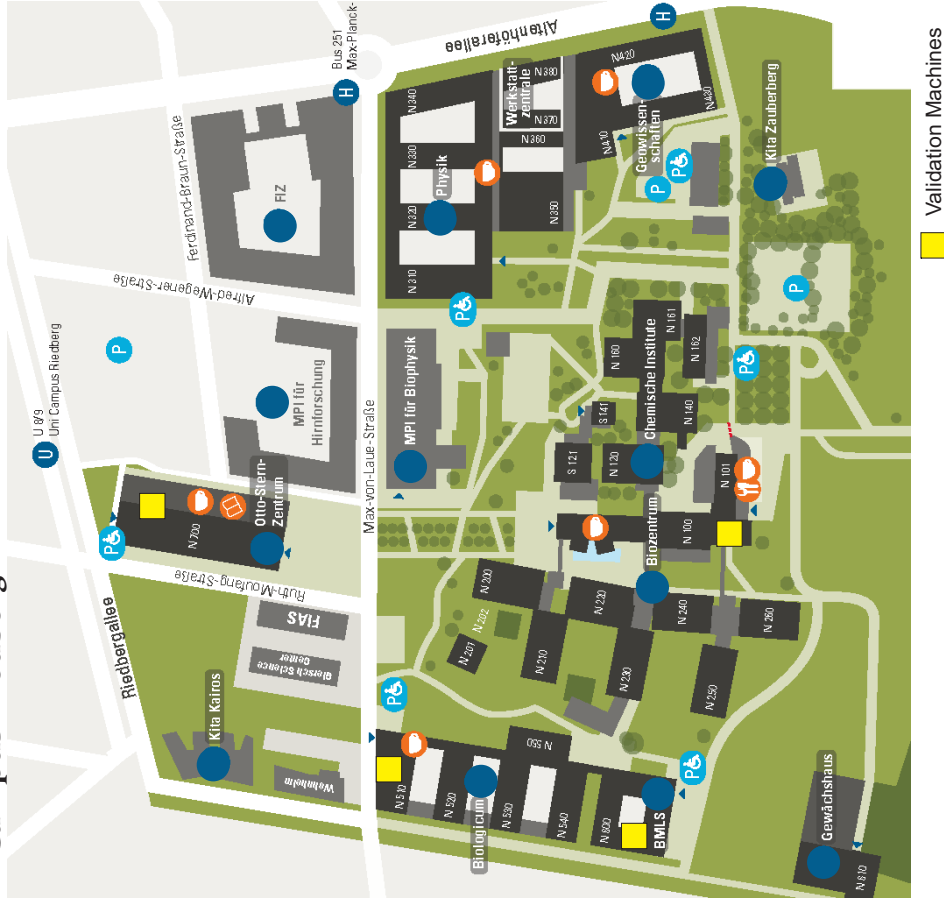 U 8/9
Uni Campus Riedberg
U
P
Bus 251
Max-Planck-
H
H
Altenhöferallee
Ferdinand-Braun-Straße
Alfred-Wegener-Straße
Riedbergallee
Ruth-Moufang-Straße
Max-von-Laue-Straße
FIZ
MPI für
Hirnforschung
N 700
Otto-Stern-
Zentrum
P
FIAS
Giersch Science
Center
Kita Kairos
Wohnheim
N 340
N 330
N 320
N 310
Physik
Werkstatt-
zentrale
N 380
N 370
N 360
N 350
N 420
N 410
N 430
Geowissen-
schaften
P
P
Kita Zauberberg
P
P
MPI für Biophysik
N 160
N 161
N 162
P
Chemische Institute
S 141
N 140
S 121
N 120
N 101
N 100
Biozentrum
N 200
N 202
N 201
N 210
N 220
N 230
N 240
N 250
N 260
P
N 510
N 520
Biologicum
N 530
N 540
N 550
N 600
BMLS
P
Gewächshaus
N 610
Validation Machines